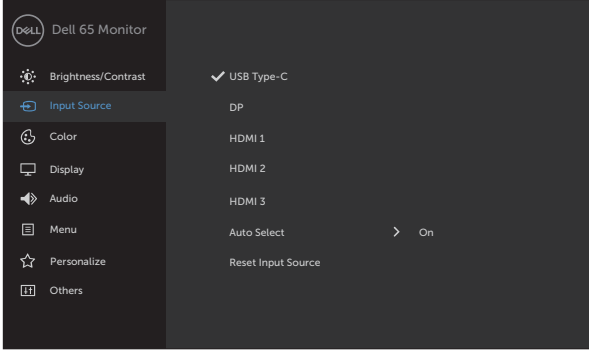 DELL
Dell 65 Monitor
Brightness/Contrast
Input Source
Color
Display
Audio
Menu
Personalize
Others
USB Type-C
DP
HDMI 1
HDMI 2
HDMI 3
Auto Select > On
Reset Input Source